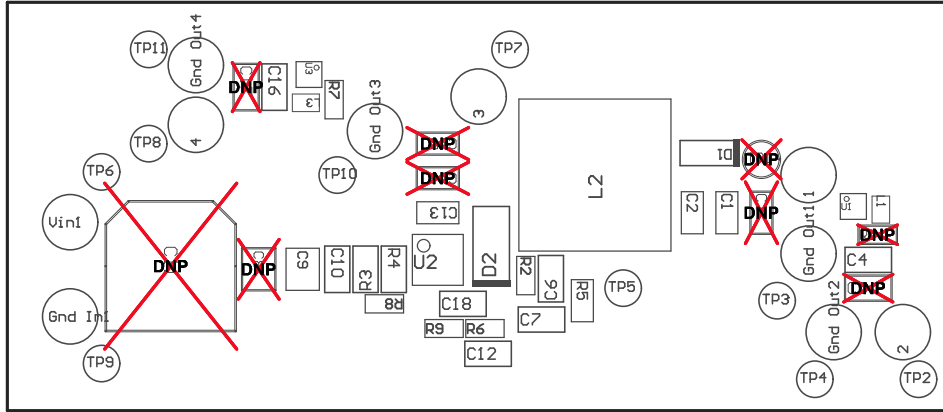 TP11
Gnd Out4
TP7
DNP
C16
U3
L3
R7
Gnd Out3
3
TP8
4
DNP
DNP
TP10
TP6
Vin1
DNP
Gnd In1
TP9
DNP
C9
C10
R3
R4
R8
U2
C13
D2
C18
R9
R6
C12
L2
R2
C6
C7
R5
TP5
D1
DNP
C2
C1
DNP
1
Gnd Out1
U1
L1
DNP
C4
DNP
TP3
Gnd Out2
2
TP4
TP2